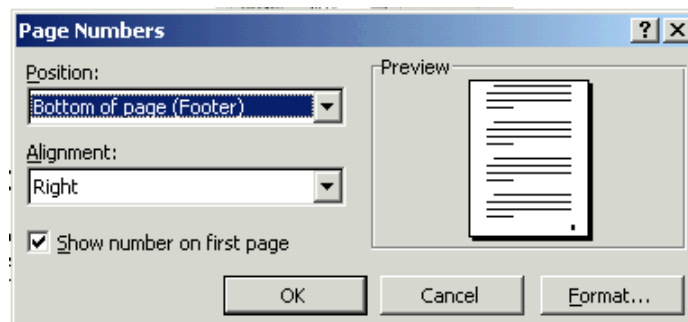 Page Numbers
Position:
Bottom of page (Footer)
Alignment:
Right
Show number on first page
Preview
OK
Cancel
Format...